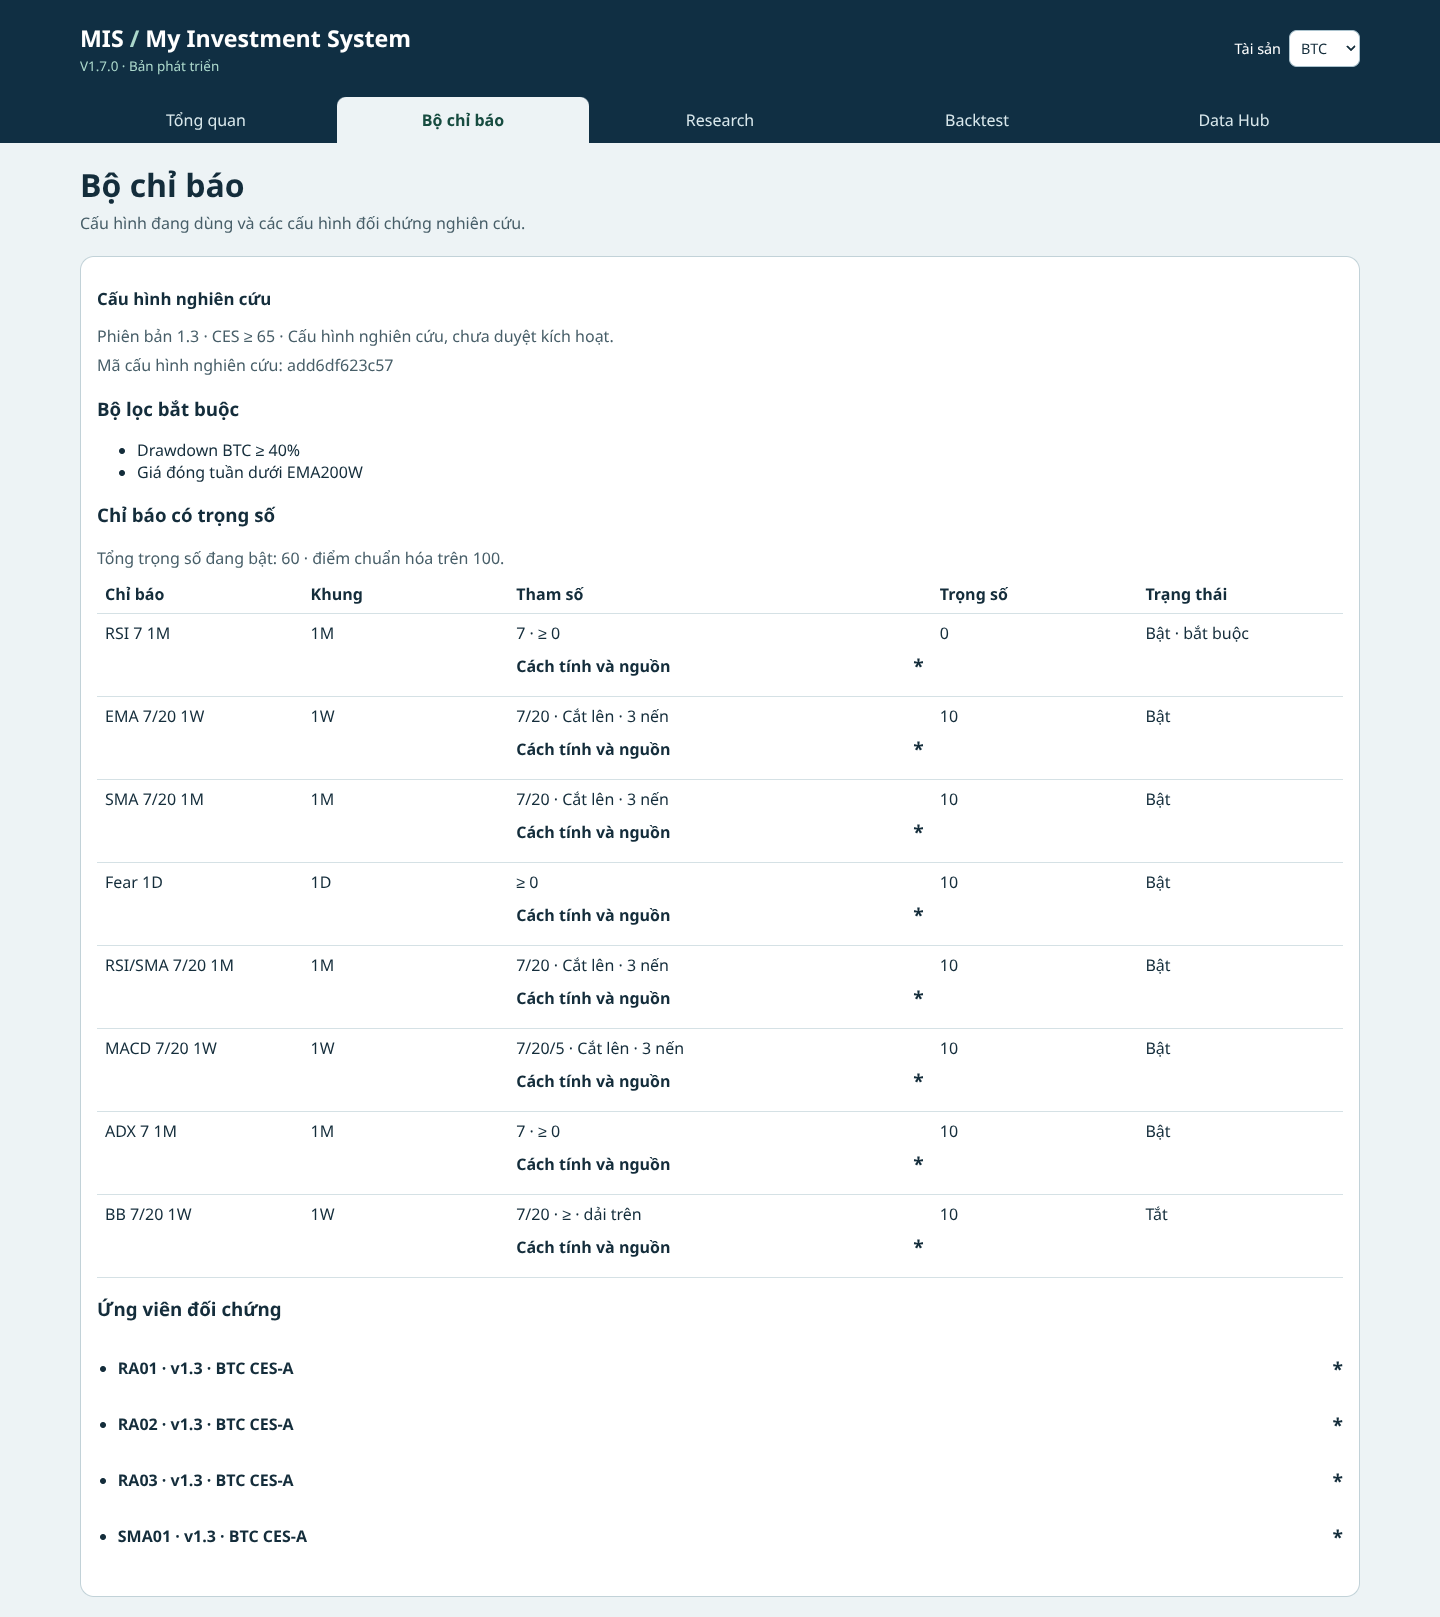 MIS / My Investment System
V1.7.0 · Bản phát triển
Tài sản BTC
Tổng quan Bộ chỉ báo Research Backtest Data Hub
Bộ chỉ báo
Cấu hình đang dùng và các cấu hình đối chứng nghiên cứu.
Cấu hình nghiên cứu
Phiên bản 1.3 · CES ≥ 65 · Cấu hình nghiên cứu, chưa duyệt kích hoạt.
Mã cấu hình nghiên cứu: add6df623c57
Bộ lọc bắt buộc
• Drawdown BTC ≥ 40%
• Giá đóng tuần dưới EMA200W
Chỉ báo có trọng số
Tổng trọng số đang bật: 60 · điểm chuẩn hóa trên 100.
Chỉ báo Khung Tham số Trọng số Trạng thái
RSI 7 1M 1M 7 · ≥ 0 0 Bật · bắt buộc
Cách tính và nguồn *
EMA 7/20 1W 1W 7/20 · Cắt lên · 3 nến 10 Bật
Cách tính và nguồn *
SMA 7/20 1M 1M 7/20 · Cắt lên · 3 nến 10 Bật
Cách tính và nguồn *
Fear 1D 1D ≥ 0 10 Bật
Cách tính và nguồn *
RSI/SMA 7/20 1M 1M 7/20 · Cắt lên · 3 nến 10 Bật
Cách tính và nguồn *
MACD 7/20 1W 1W 7/20/5 · Cắt lên · 3 nến 10 Bật
Cách tính và nguồn *
ADX 7 1M 1M 7 · ≥ 0 10 Bật
Cách tính và nguồn *
BB 7/20 1W 1W 7/20 · ≥ · dải trên 10 Tắt
Cách tính và nguồn *
Ứng viên đối chứng
• RA01 · v1.3 · BTC CES-A *
• RA02 · v1.3 · BTC CES-A *
• RA03 · v1.3 · BTC CES-A *
• SMA01 · v1.3 · BTC CES-A *